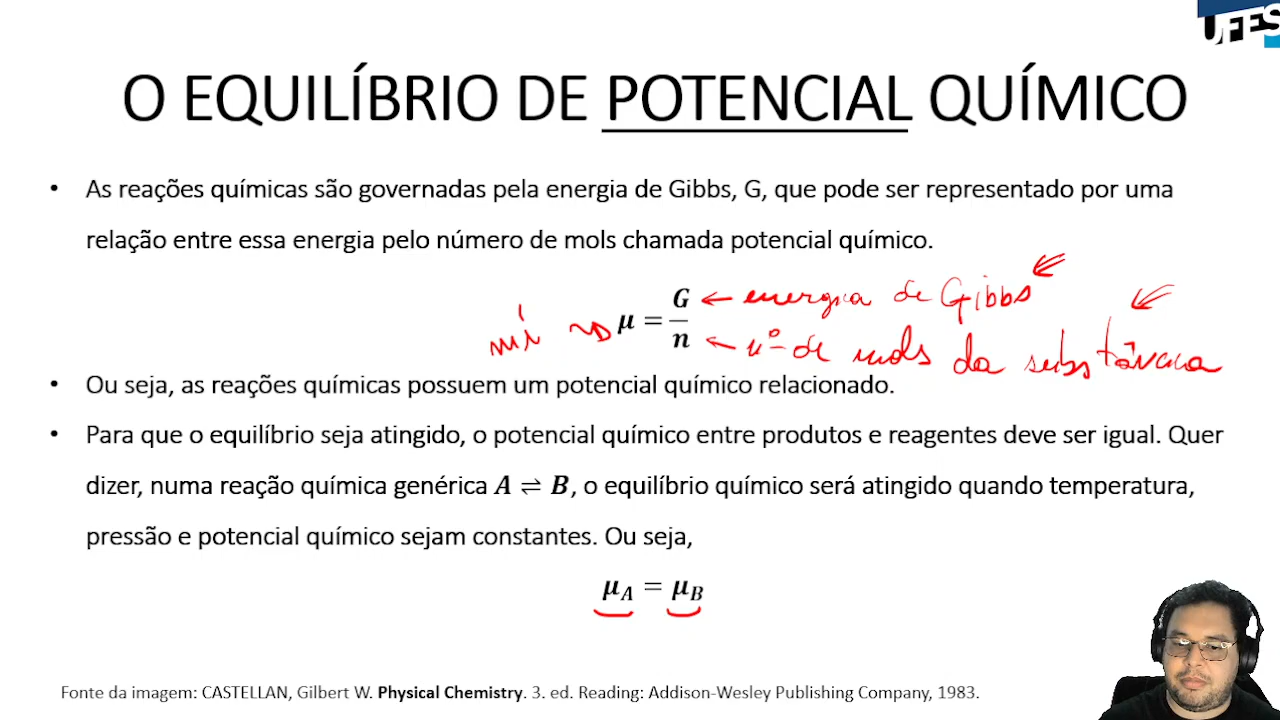 UFES
O EQUILÍBRIO DE POTENCIAL QUÍMICO
• As reações químicas são governadas pela energia de Gibbs, G, que pode ser representado por uma
relação entre essa energia pelo número de mols chamada potencial químico.
mi μ = G/n
← energia de Gibbs
← nº de mols da substância
• Ou seja, as reações químicas possuem um potencial químico relacionado.
• Para que o equilíbrio seja atingido, o potencial químico entre produtos e reagentes deve ser igual. Quer
dizer, numa reação química genérica A ⇌ B, o equilíbrio químico será atingido quando temperatura,
pressão e potencial químico sejam constantes. Ou seja,
μ_A = μ_B
Fonte da imagem: CASTELLAN, Gilbert W. Physical Chemistry. 3. ed. Reading: Addison-Wesley Publishing Company, 1983.